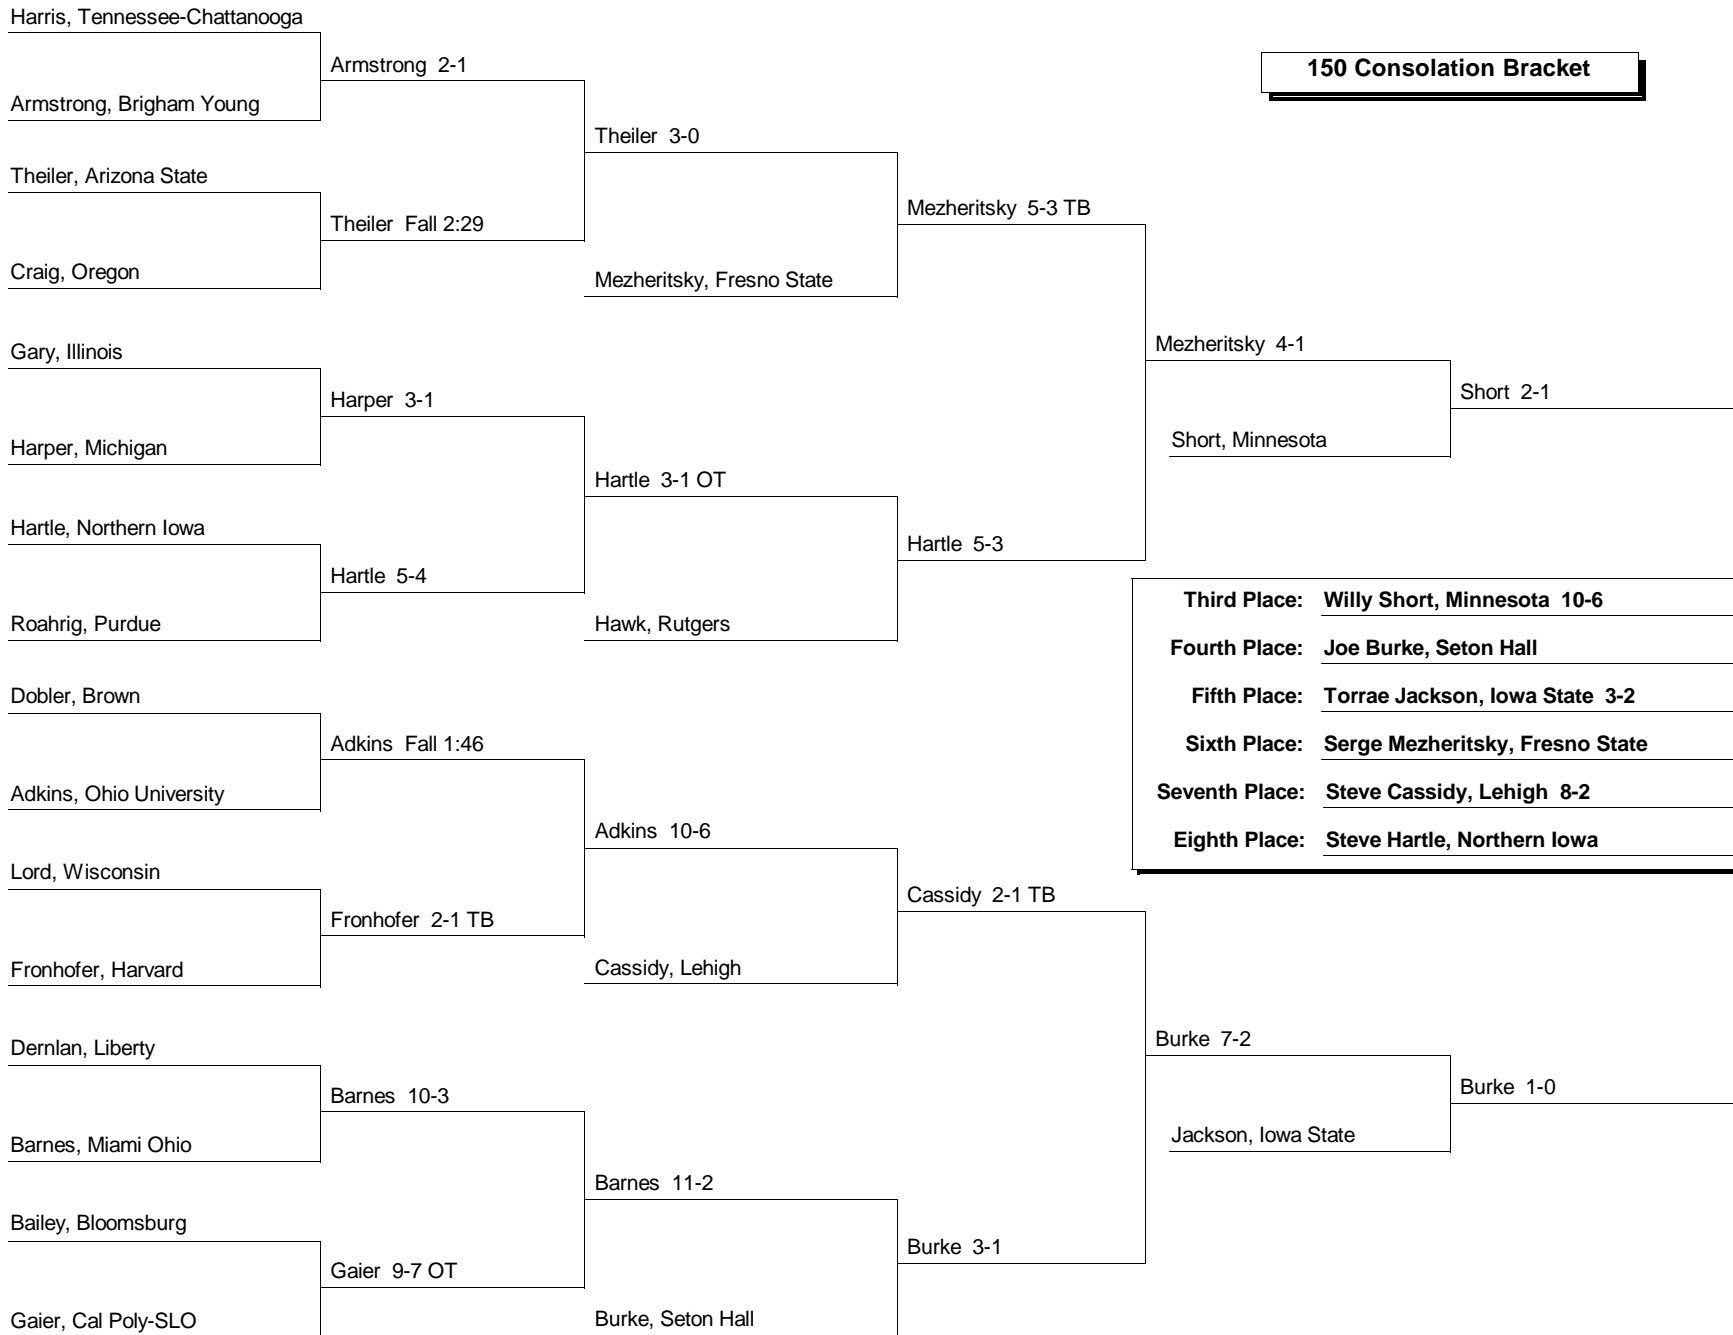 Harris, Tennessee-Chattanooga
Armstrong 2-1
150 Consolation Bracket
Armstrong, Brigham Young
Theiler 3-0
Theiler, Arizona State
Mezheritsky 5-3 TB
Theiler Fall 2:29
Craig, Oregon
Mezheritsky, Fresno State
Gary, Illinois
Mezheritsky 4-1
Harper 3-1
Short 2-1
Harper, Michigan
Short, Minnesota
Hartle 3-1 OT
Hartle, Northern Iowa
Hartle 5-3
Hartle 5-4
Roahrig, Purdue
Hawk, Rutgers
Third Place: Willy Short, Minnesota 10-6
Fourth Place: Joe Burke, Seton Hall
Fifth Place: Torrae Jackson, Iowa State 3-2
Sixth Place: Serge Mezheritsky, Fresno State
Seventh Place: Steve Cassidy, Lehigh 8-2
Eighth Place: Steve Hartle, Northern Iowa
Dobler, Brown
Adkins Fall 1:46
Adkins, Ohio University
Adkins 10-6
Lord, Wisconsin
Cassidy 2-1 TB
Fronhofer 2-1 TB
Fronhofer, Harvard
Cassidy, Lehigh
Dernlan, Liberty
Burke 7-2
Barnes 10-3
Burke 1-0
Barnes, Miami Ohio
Jackson, Iowa State
Barnes 11-2
Bailey, Bloomsburg
Burke 3-1
Gaier 9-7 OT
Gaier, Cal Poly-SLO
Burke, Seton Hall